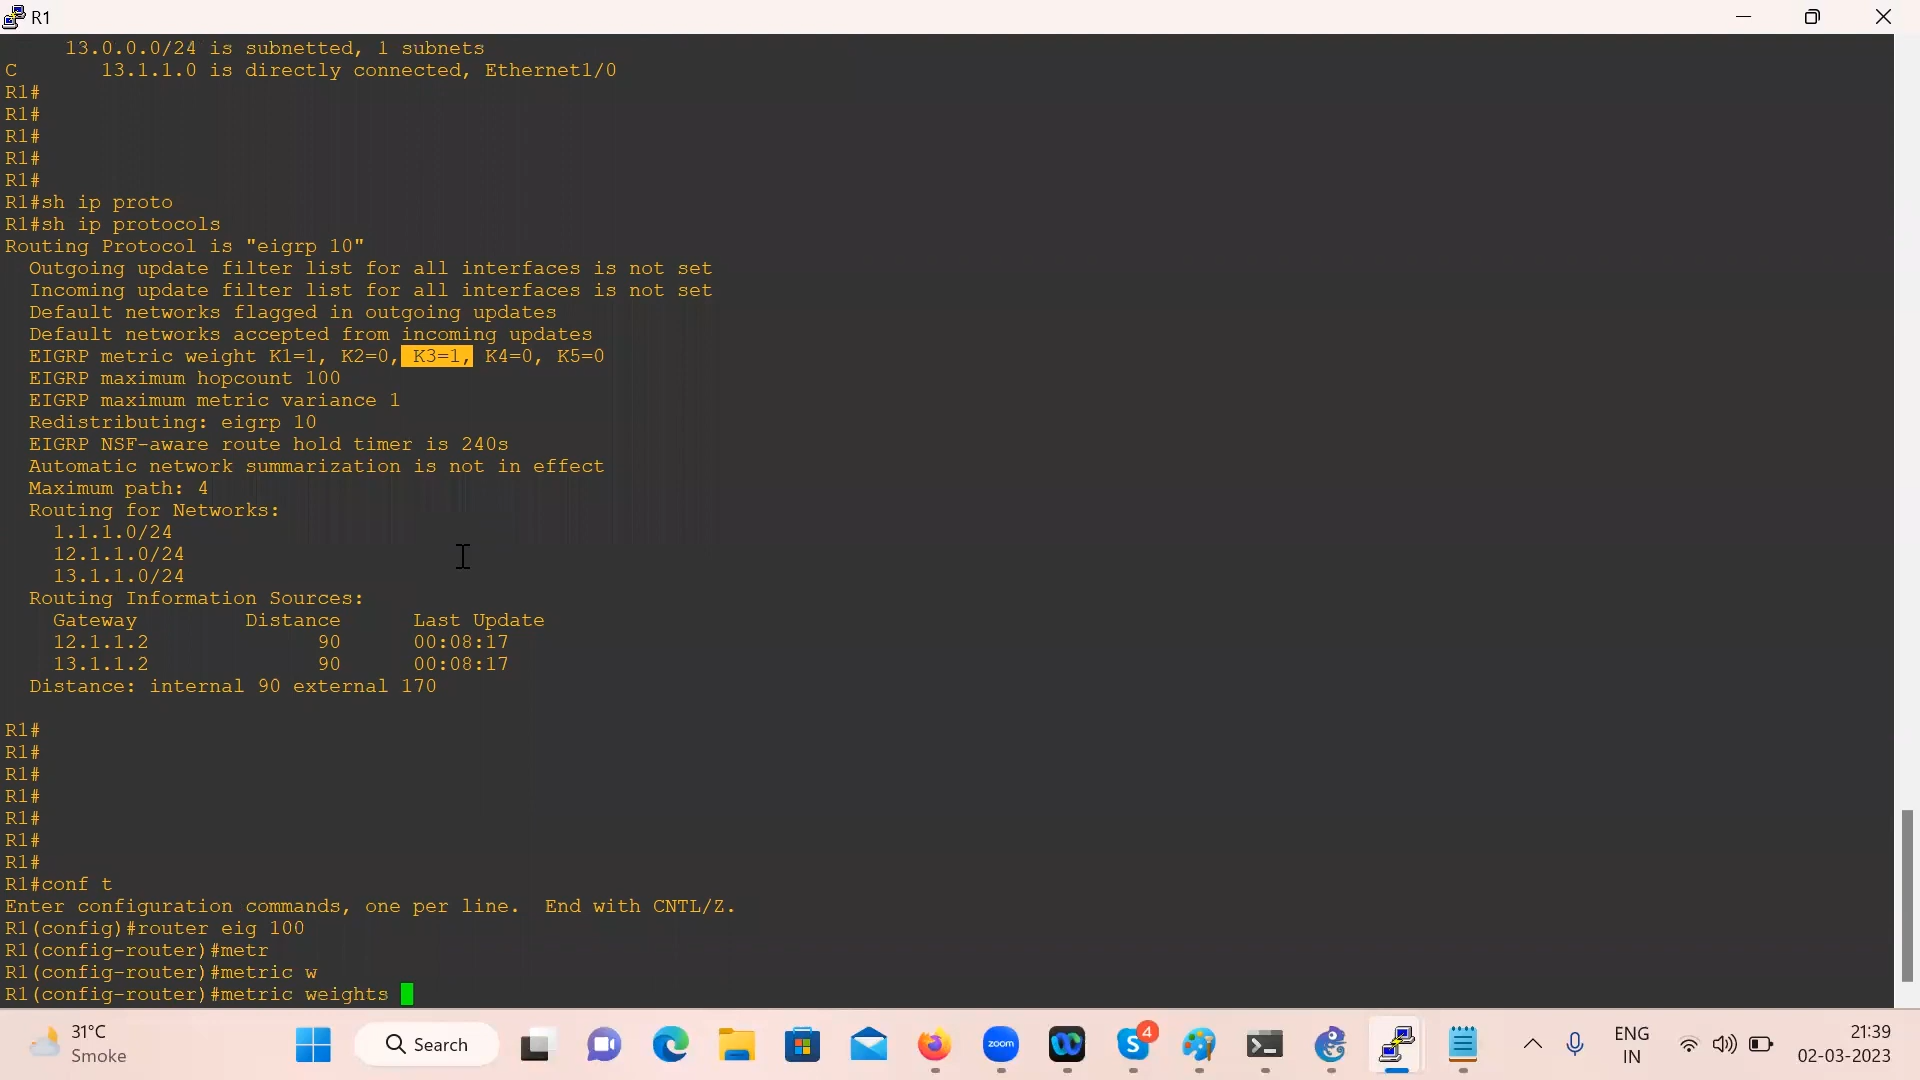 R1
13.0.0.0/24 is subnetted, 1 subnets
C       13.1.1.0 is directly connected, Ethernet1/0
R1#
R1#
R1#
R1#
R1#
R1#sh ip proto
R1#sh ip protocols
Routing Protocol is "eigrp 10"
Outgoing update filter list for all interfaces is not set
Incoming update filter list for all interfaces is not set
Default networks flagged in outgoing updates
Default networks accepted from incoming updates
EIGRP metric weight K1=1, K2=0, K3=1, K4=0, K5=0
EIGRP maximum hopcount 100
EIGRP maximum metric variance 1
Redistributing: eigrp 10
EIGRP NSF-aware route hold timer is 240s
Automatic network summarization is not in effect
Maximum path: 4
Routing for Networks:
1.1.1.0/24
12.1.1.0/24
13.1.1.0/24
Routing Information Sources:
Gateway         Distance      Last Update
12.1.1.2              90      00:08:17
13.1.1.2              90      00:08:17
Distance: internal 90 external 170
R1#
R1#
R1#
R1#
R1#
R1#
R1#
R1#conf t
Enter configuration commands, one per line.  End with CNTL/Z.
R1(config)#router eig 100
R1(config-router)#metr
R1(config-router)#metric w
R1(config-router)#metric weights
31°C
Smoke
Search
zoom
4
S
ENG
IN
21:39
02-03-2023